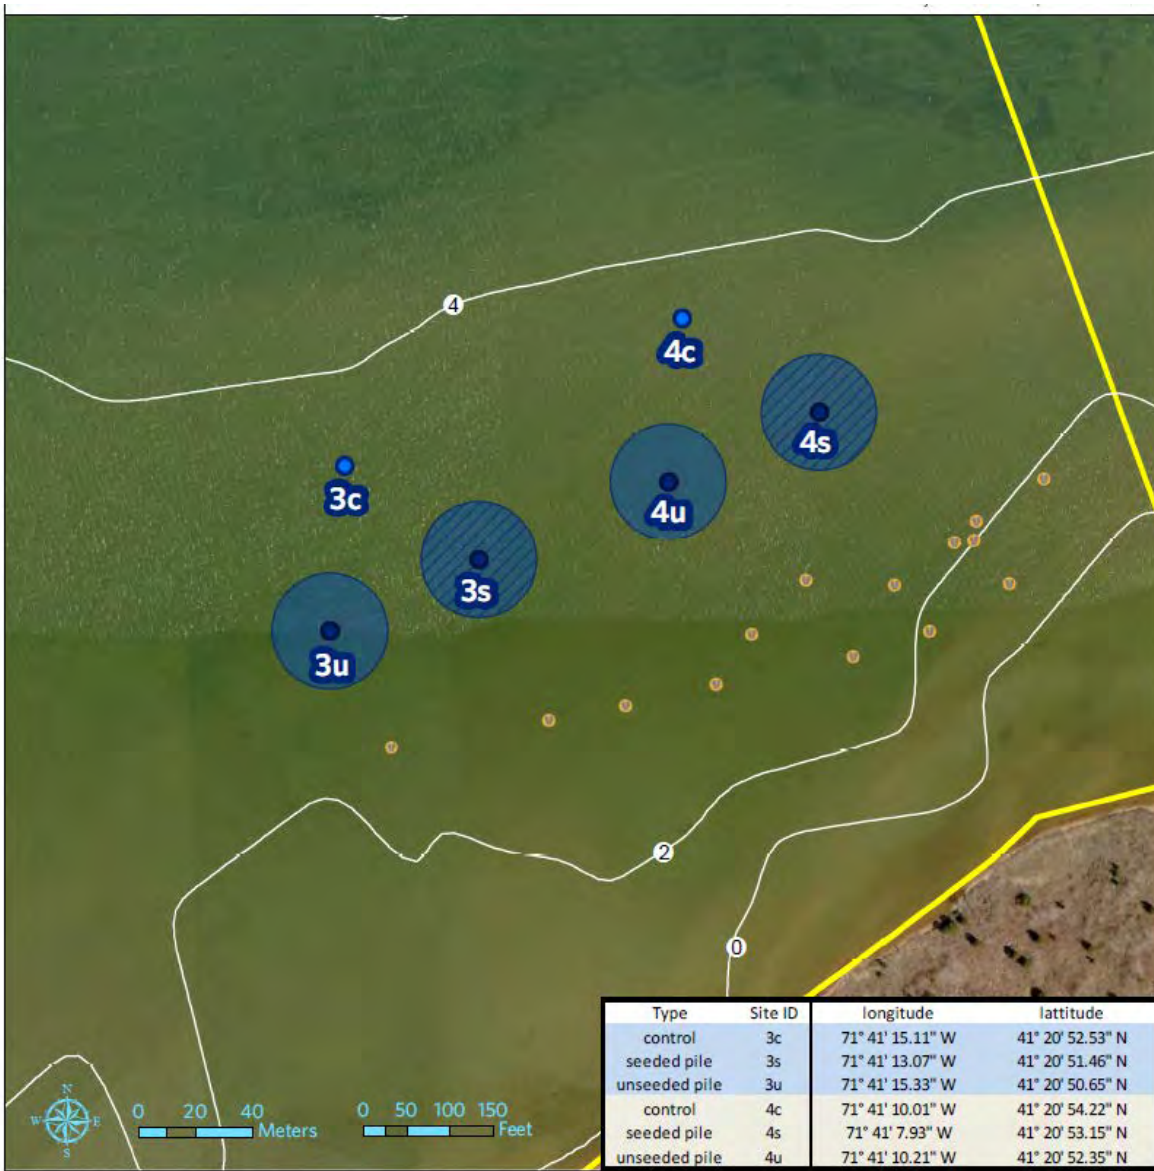 4
4c
4s
3c
4u
3s
3u
2
0
N
W E
S
0 20 40 Meters
0 50 100 150 Feet
Type Site ID longitude lattitude
control 3c 71° 41' 15.11" W 41° 20' 52.53" N
seeded pile 3s 71° 41' 13.07" W 41° 20' 51.46" N
unseeded pile 3u 71° 41' 15.33" W 41° 20' 50.65" N
control 4c 71° 41' 10.01" W 41° 20' 54.22" N
seeded pile 4s 71° 41' 7.93" W 41° 20' 53.15" N
unseeded pile 4u 71° 41' 10.21" W 41° 20' 52.35" N